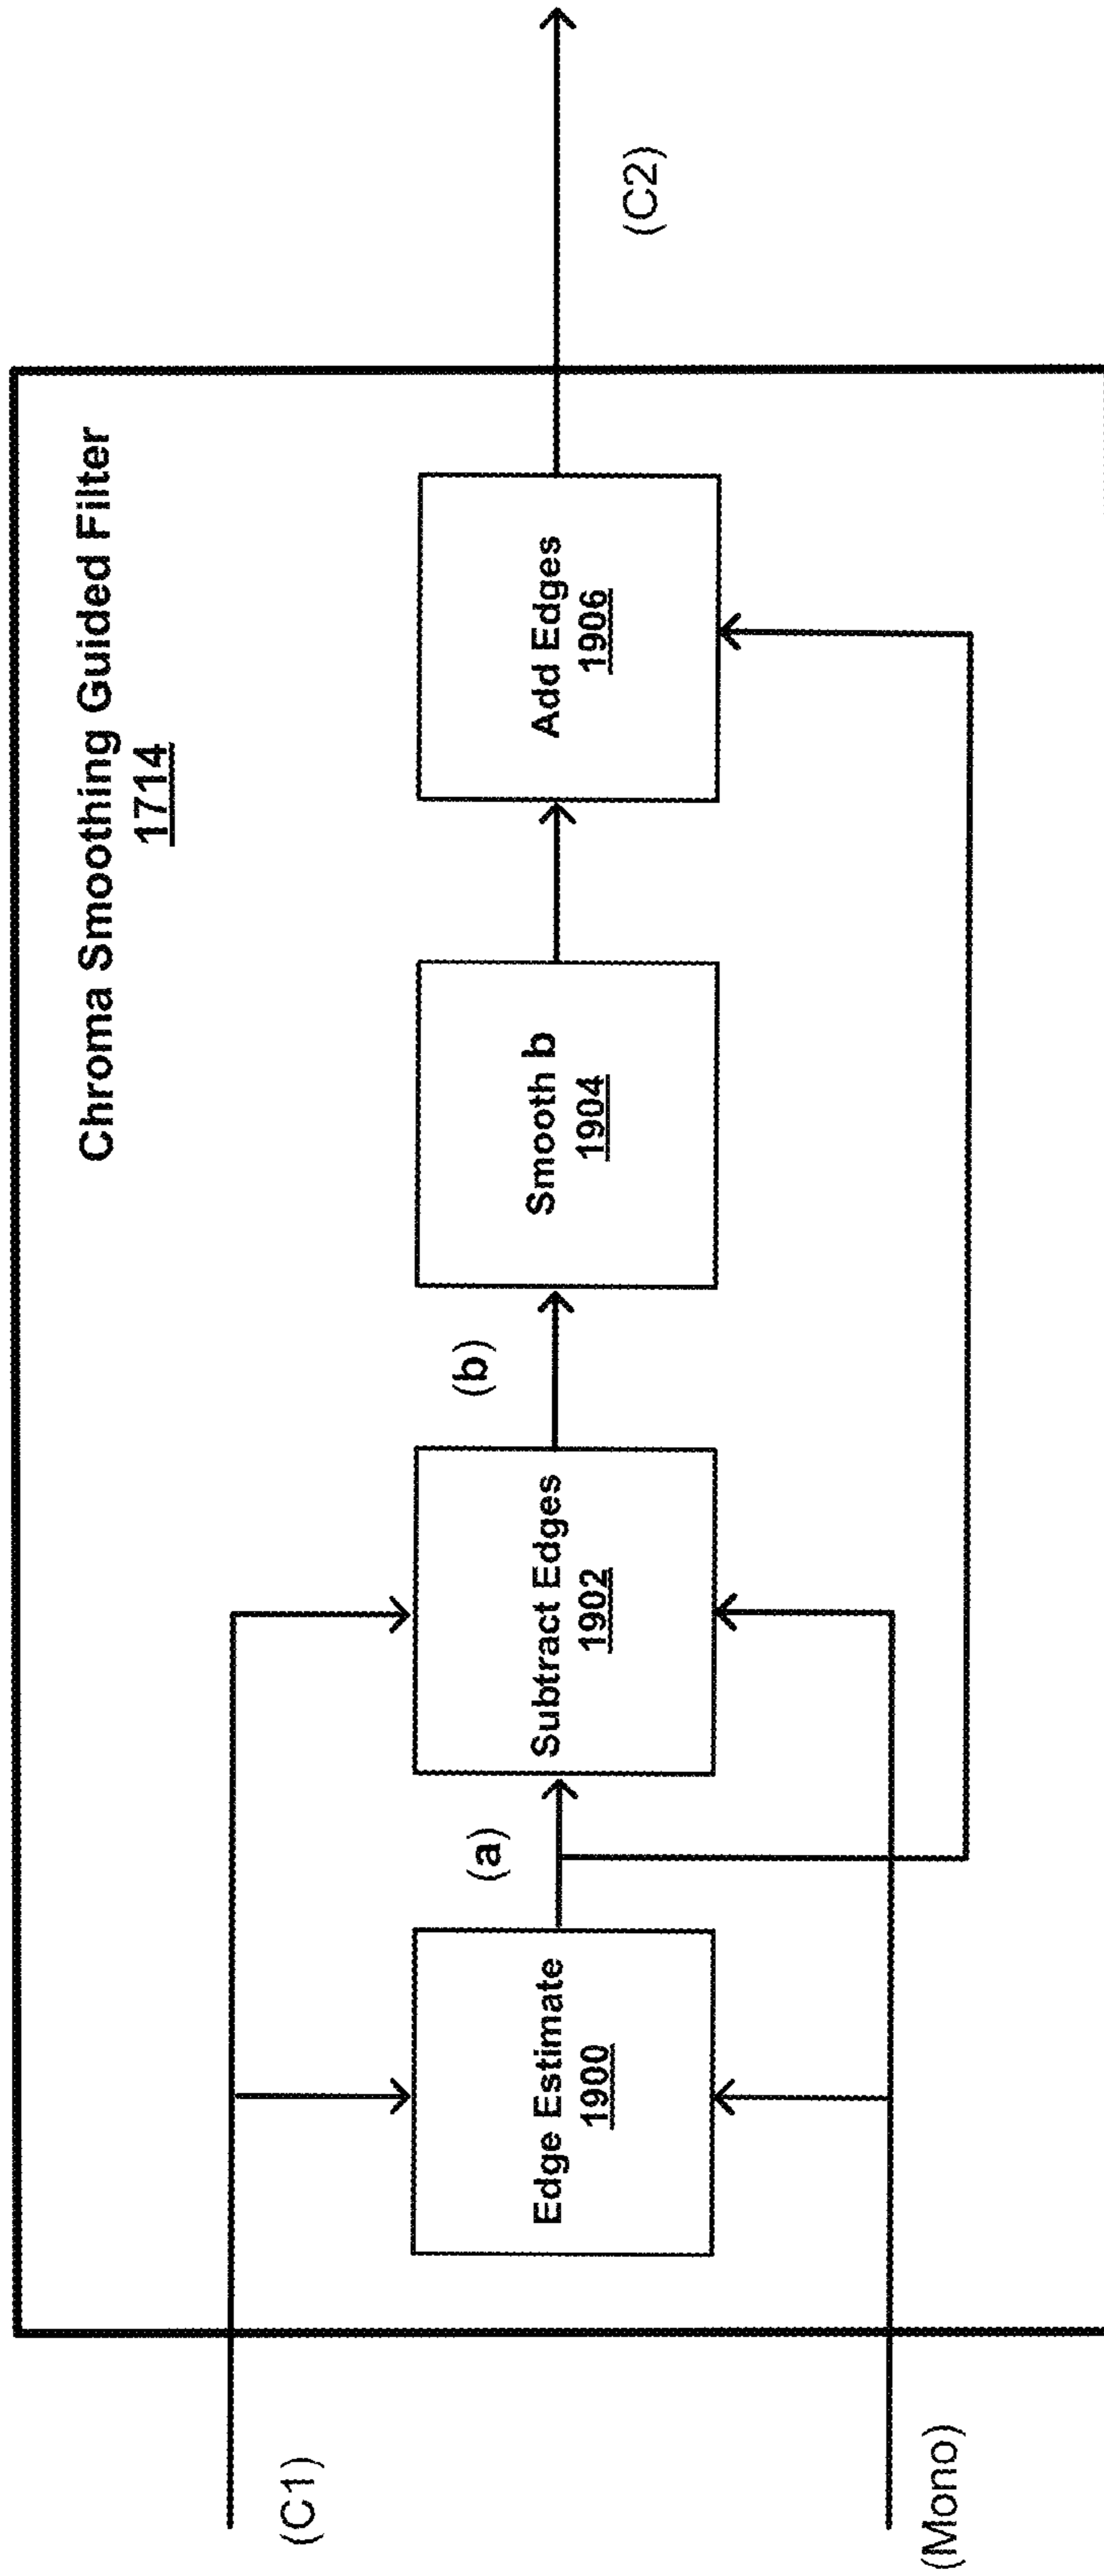 Chroma Smoothing Guided Filter
1714
(C1)
(Mono)
Edge Estimate
1900
(a)
Subtract Edges
1902
(b)
Smooth b
1904
Add Edges
1906
(C2)